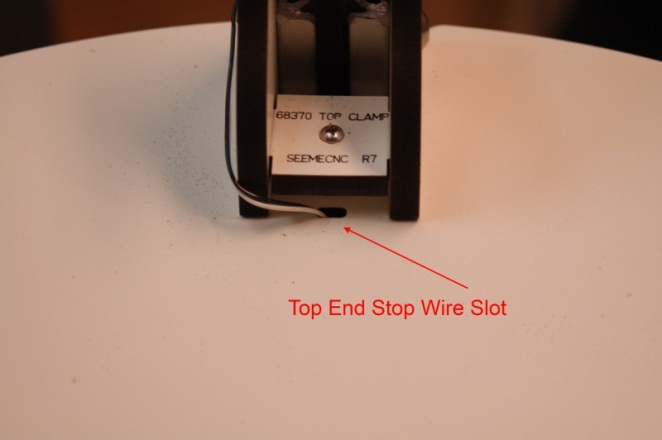 68370 TOP CLAMP
SEEMECNC R7
Top End Stop Wire Slot